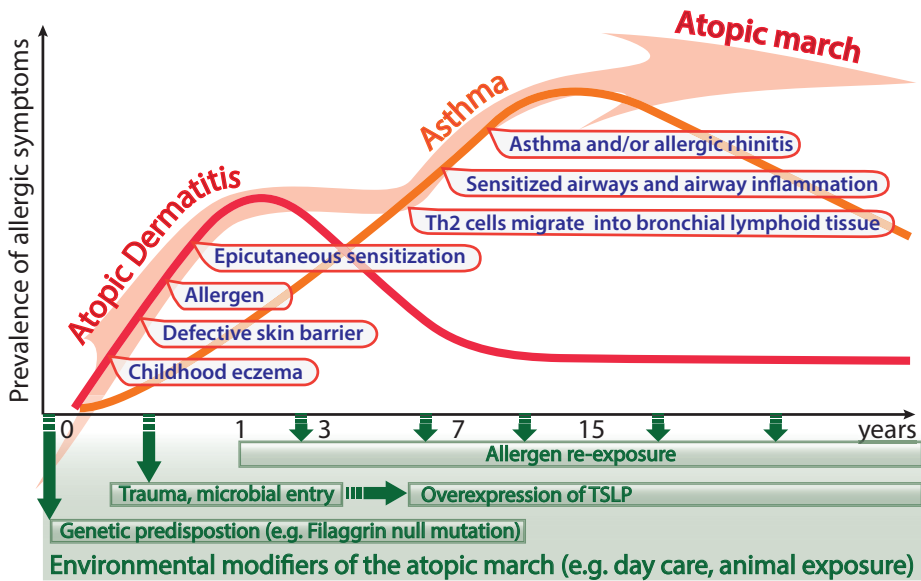 Prevalence of allergic symptoms
Atopic march
Asthma
Atopic Dermatitis
Asthma and/or allergic rhinitis
Sensitized airways and airway inflammation
Th2 cells migrate into bronchial lymphoid tissue
Epicutaneous sensitization
Allergen
Defective skin barrier
Childhood eczema
0 1 3 7 15 years
Allergen re-exposure
Trauma, microbial entry
Overexpression of TSLP
Genetic predispostion (e.g. Filaggrin null mutation)
Environmental modifiers of the atopic march (e.g. day care, animal exposure)